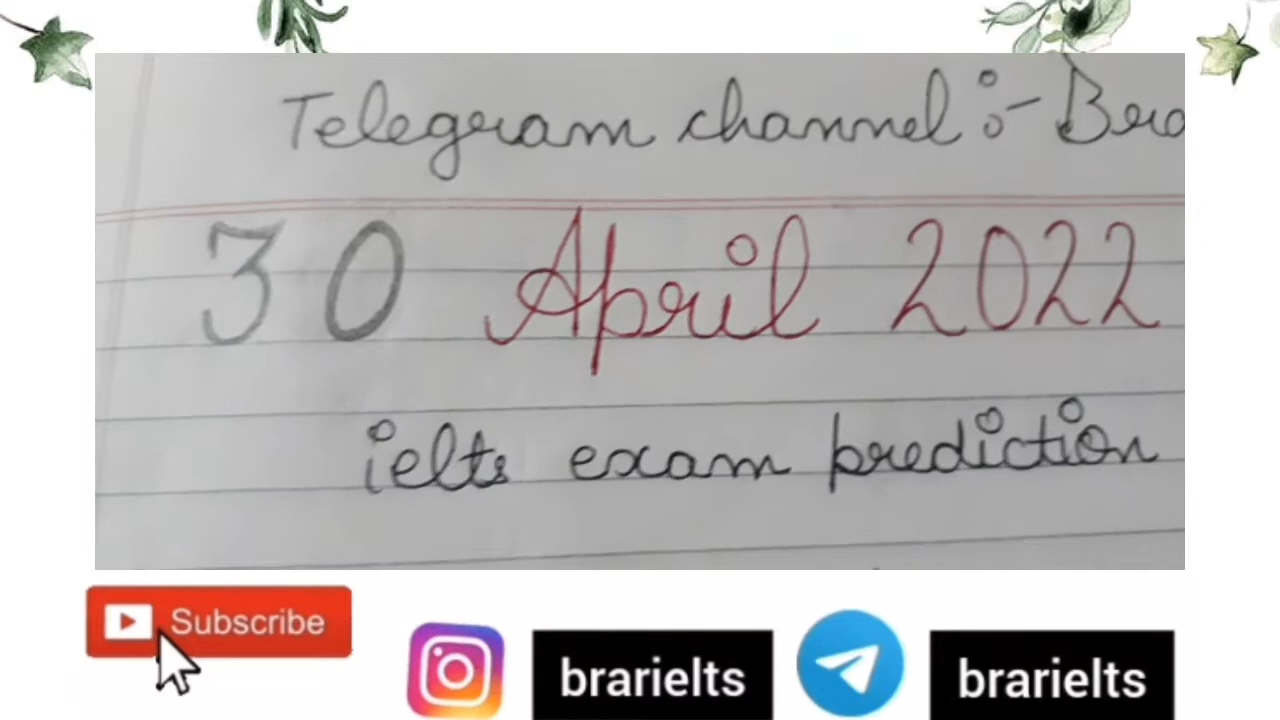 Telegram channel :- Bra
30 April 2022
ielts exam prediction
Subscribe
brarielts
brarielts